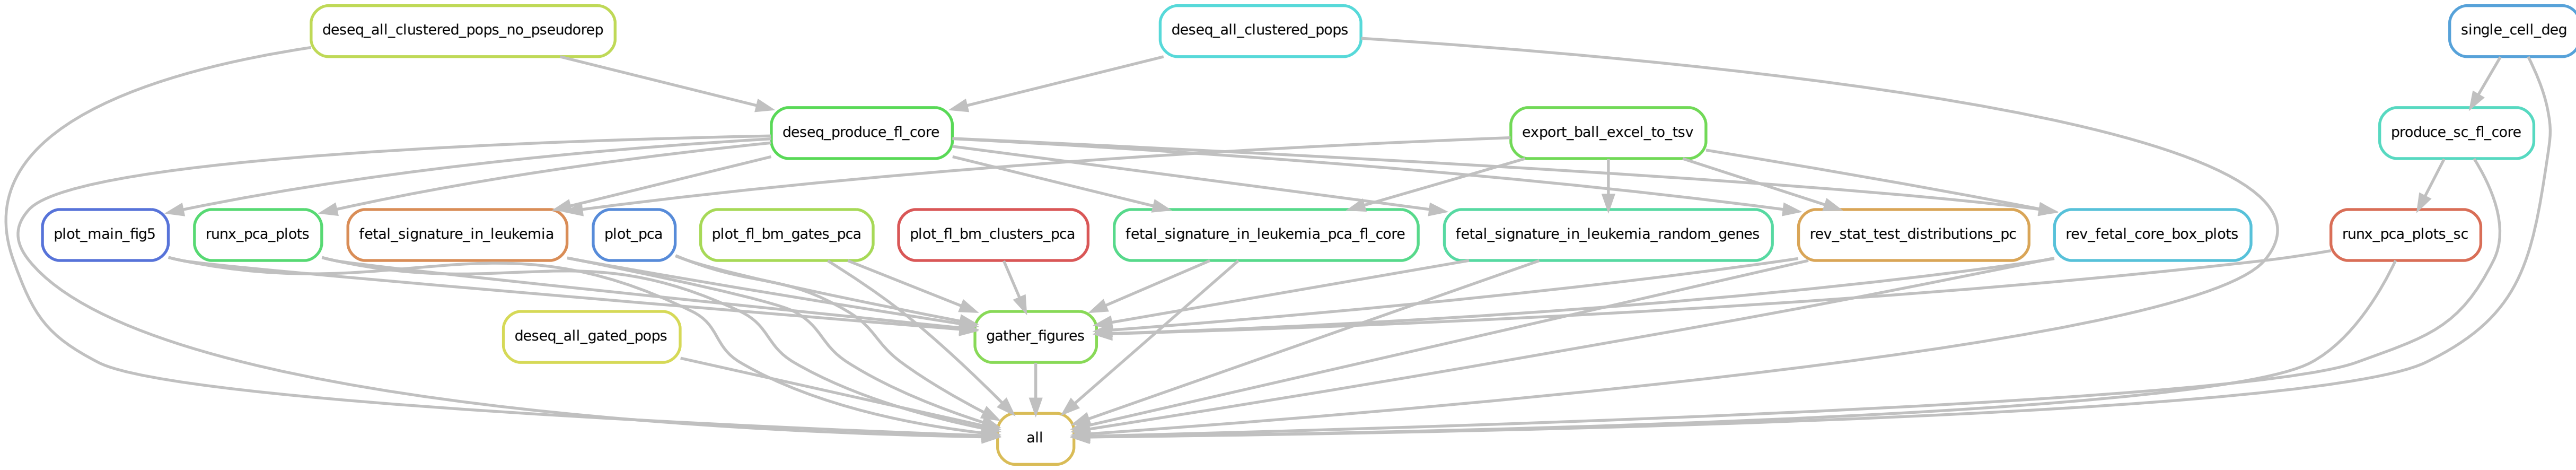 deseq_all_clustered_pops_no_pseudorep
deseq_all_clustered_pops
single_cell_deg
deseq_produce_fl_core
export_ball_excel_to_tsv
produce_sc_fl_core
plot_main_fig5
runx_pca_plots
fetal_signature_in_leukemia
plot_pca
plot_fl_bm_gates_pca
plot_fl_bm_clusters_pca
fetal_signature_in_leukemia_pca_fl_core
fetal_signature_in_leukemia_random_genes
rev_stat_test_distributions_pc
rev_fetal_core_box_plots
runx_pca_plots_sc
deseq_all_gated_pops
gather_figures
all